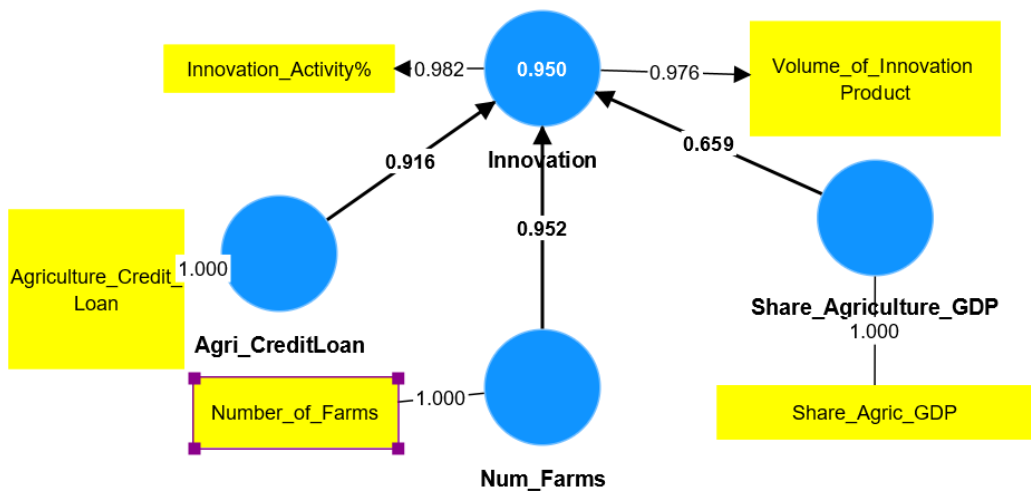 Innovation_Activity%
0.982
0.950
0.976
Volume_of_Innovation
Product
Innovation
0.916
0.659
0.952
Agriculture_Credit_
Loan
1.000
Agri_CreditLoan
Share_Agriculture_GDP
1.000
Number_of_Farms
1.000
Share_Agric_GDP
Num_Farms